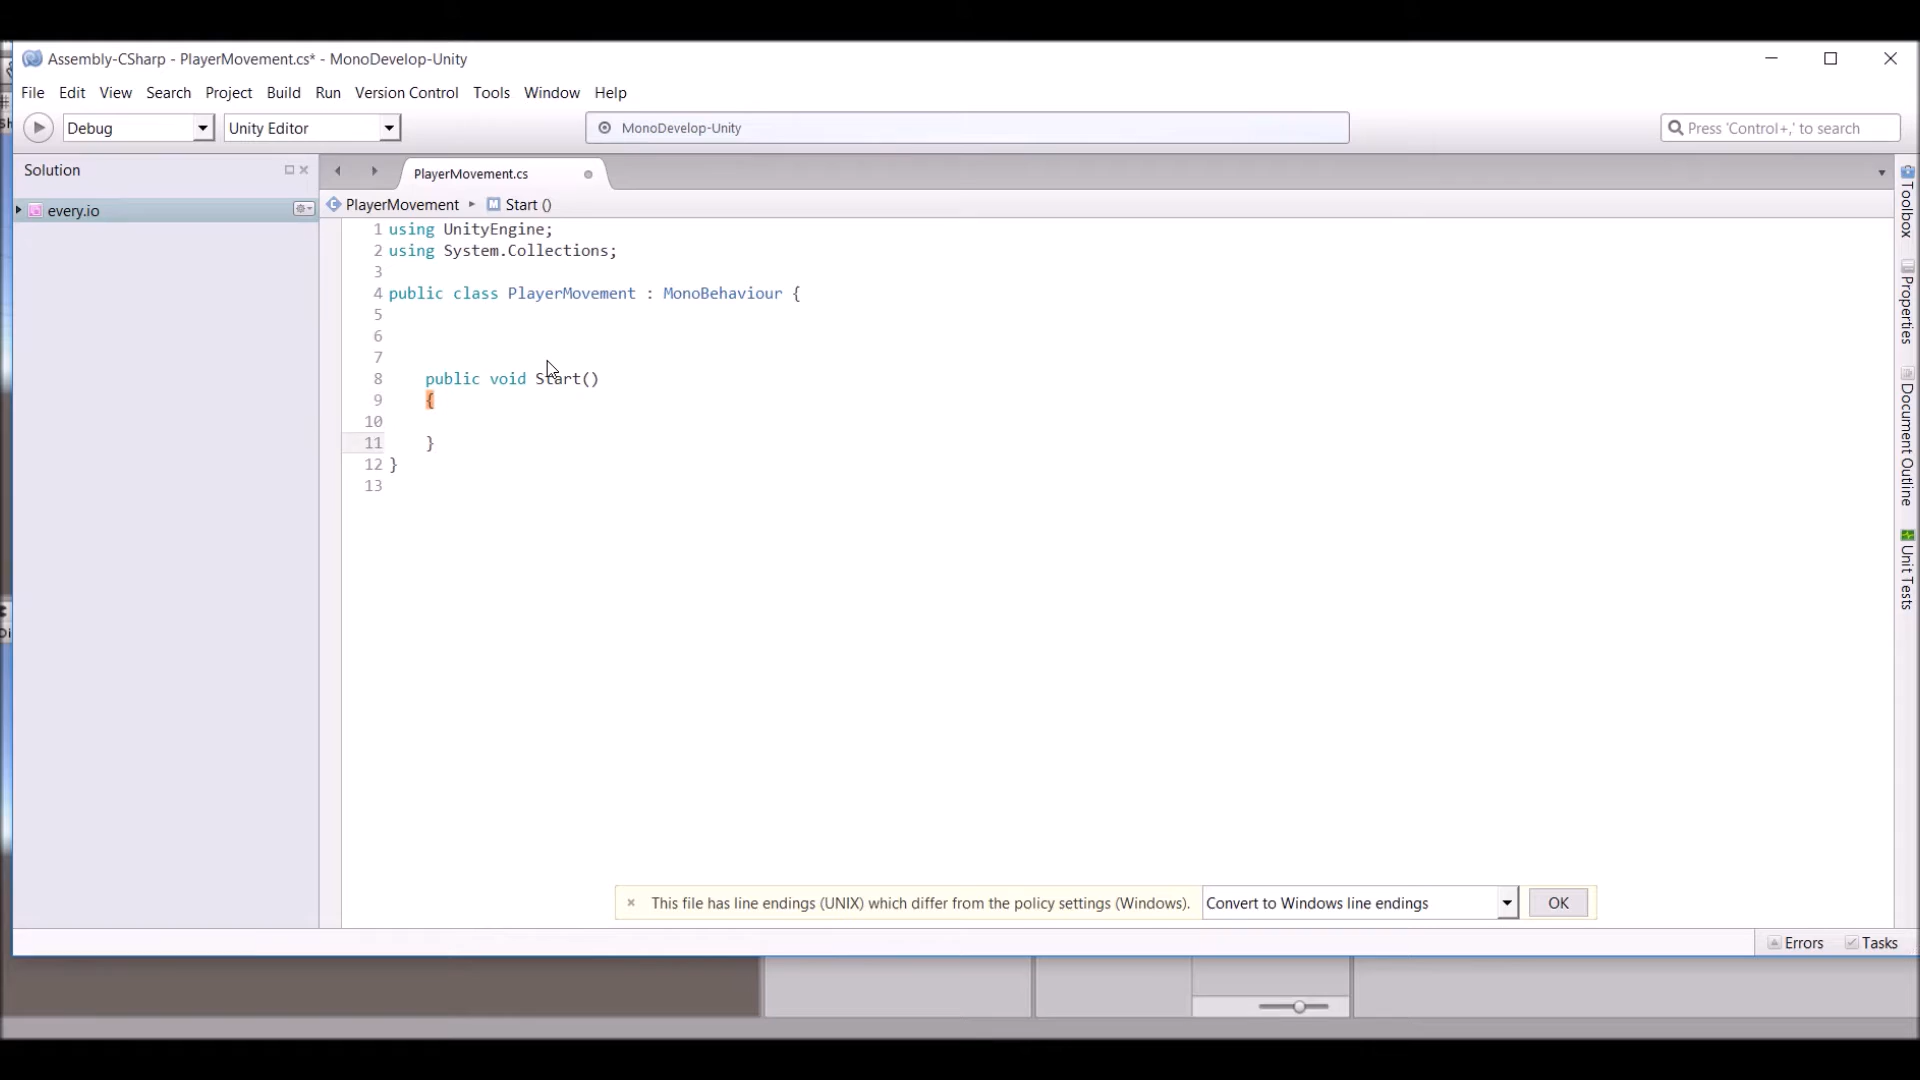 Assembly-CSharp - PlayerMovement.cs* - MonoDevelop-Unity
File Edit View Search Project Build Run Version Control Tools Window Help
Debug Unity Editor MonoDevelop-Unity Press 'Control+,' to search
Solution
every.io
PlayerMovement.cs
PlayerMovement Start ()
1 using UnityEngine;
2 using System.Collections;
3
4 public class PlayerMovement : MonoBehaviour {
5
6
7
8 public void Start()
9 {
10
11 }
12 }
13
Toolbox
Properties
Document Outline
Unit Tests
× This file has line endings (UNIX) which differ from the policy settings (Windows). Convert to Windows line endings OK
Errors Tasks